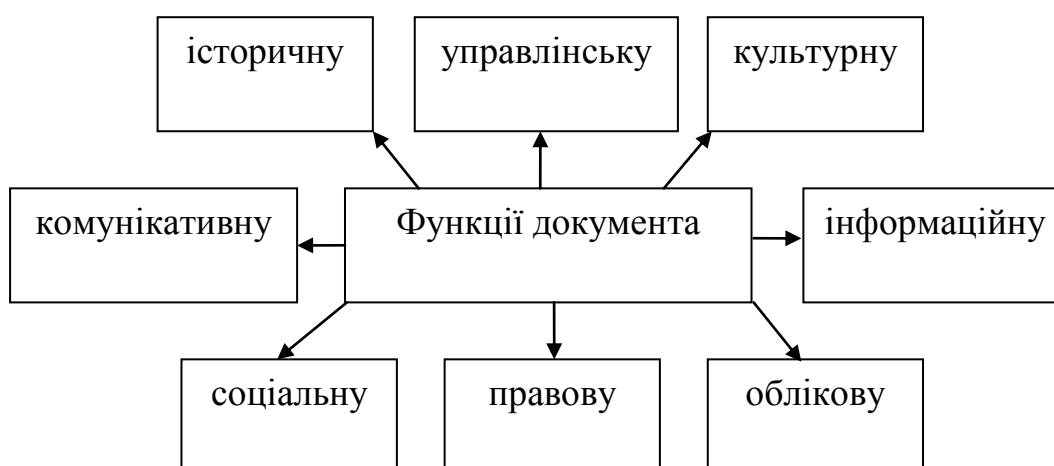 історичну
управлінську
культурну
комунікативну
Функції документа
інформаційну
соціальну
правову
облікову